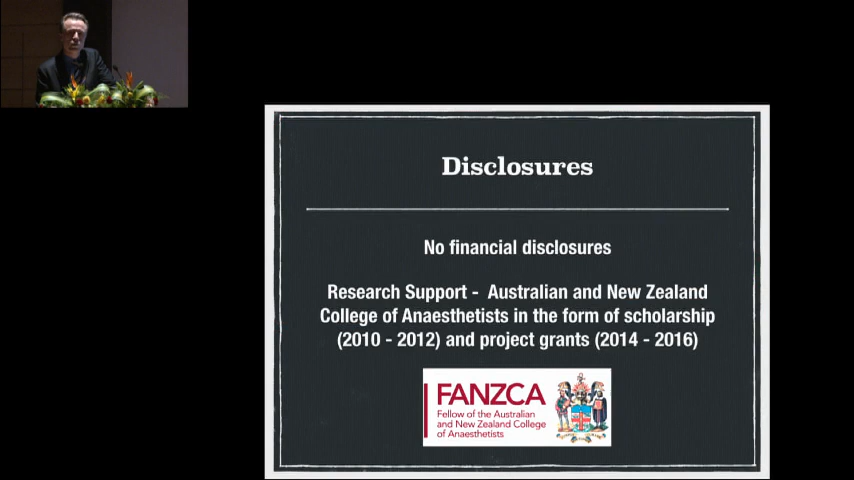 Disclosures
No financial disclosures
Research Support - Australian and New Zealand
College of Anaesthetists in the form of scholarship
(2010 - 2012) and project grants (2014 - 2016)
FANZCA
Fellow of the Australian
and New Zealand College
of Anaesthetists